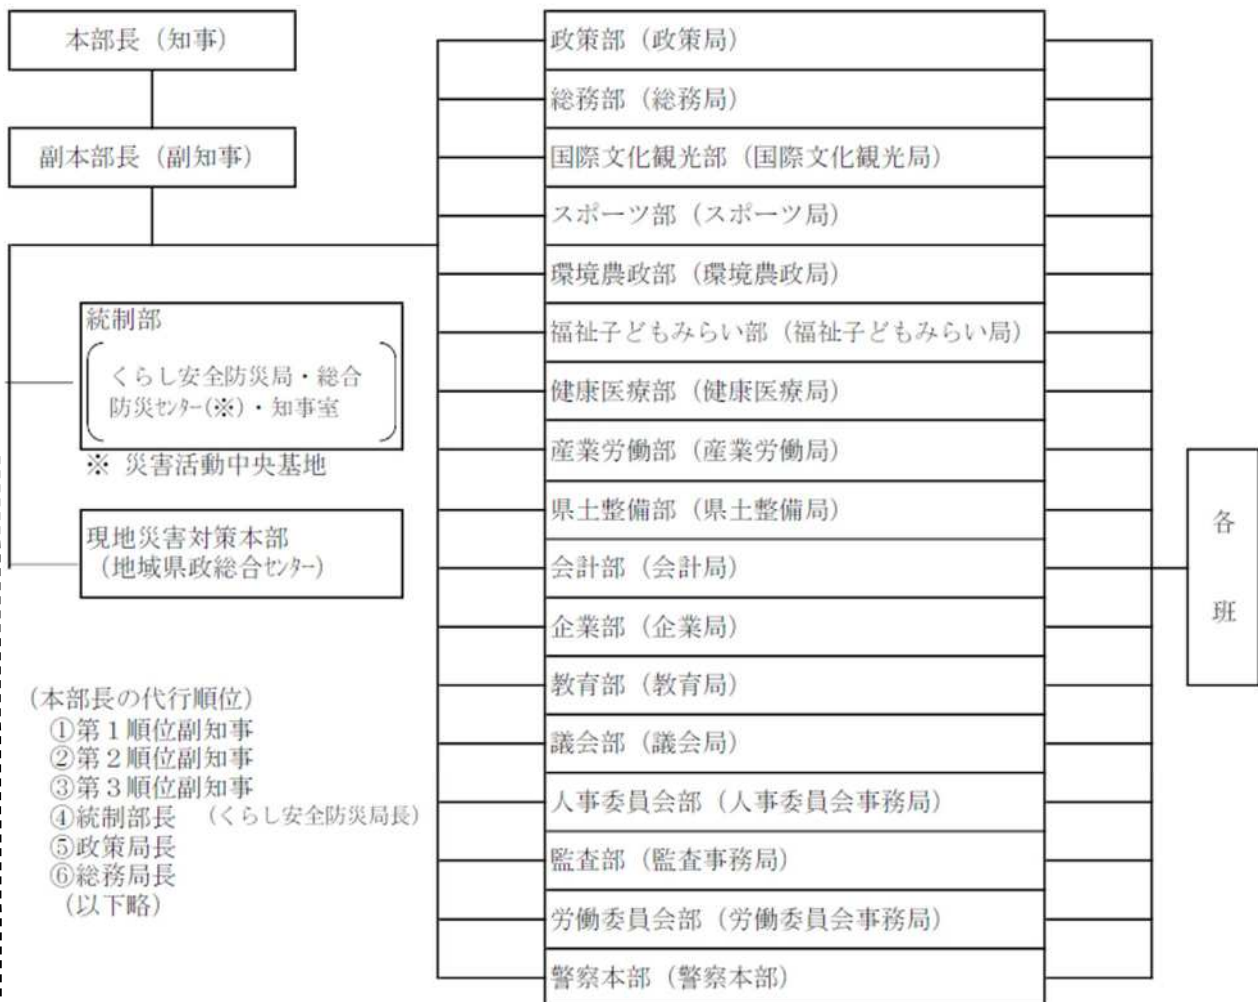 本部長（知事）
副本部長（副知事）
統制部
くらし安全防災局・総合
防災ｾﾝﾀｰ(※)・知事室
※ 災害活動中央基地
現地災害対策本部
（地域県政総合ｾﾝﾀｰ）
（本部長の代行順位）
①第１順位副知事
②第２順位副知事
③第３順位副知事
④統制部長 （くらし安全防災局長）
⑤政策局長
⑥総務局長
（以下略）
政策部（政策局）
総務部（総務局）
国際文化観光部（国際文化観光局）
スポーツ部（スポーツ局）
環境農政部（環境農政局）
福祉子どもみらい部（福祉子どもみらい局）
健康医療部（健康医療局）
産業労働部（産業労働局）
県土整備部（県土整備局）
会計部（会計局）
企業部（企業局）
教育部（教育局）
議会部（議会局）
人事委員会部（人事委員会事務局）
監査部（監査事務局）
労働委員会部（労働委員会事務局）
警察本部（警察本部）
各
班